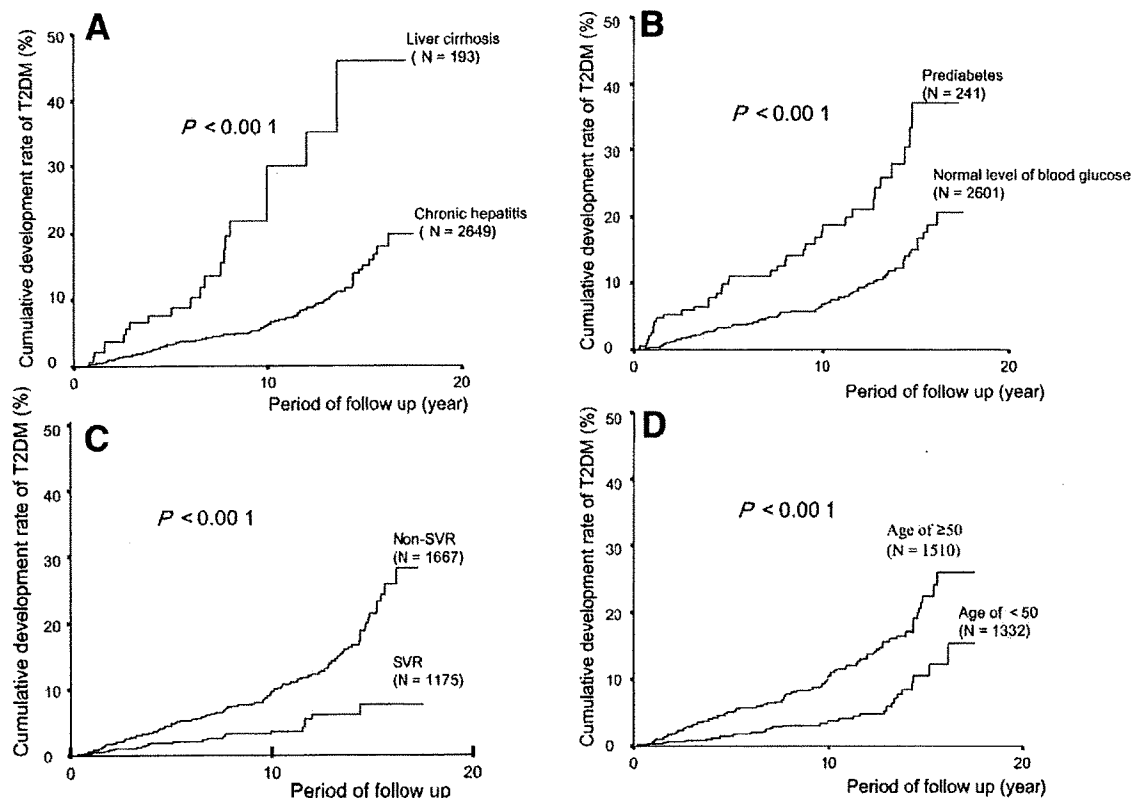 A
Cumulative development rate of T2DM (%)
50
40
30
20
10
0
P < 0.00 1
Liver cirrhosis
( N = 193)
Chronic hepatitis
( N = 2649)
0
10
20
Period of follow up (year)
B
Cumulative development rate of T2DM (%)
50
40
30
20
10
0
P < 0.00 1
Prediabetes
(N = 241)
Normal level of blood glucose
(N = 2601)
0
10
20
Period of follow up (year)
C
Cumulative development rate of T2DM (%)
50
40
30
20
10
0
P < 0.00 1
Non-SVR
(N = 1667)
SVR
(N = 1175)
0
10
20
Period of follow up (year)
D
Cumulative development rate of T2DM (%)
50
40
30
20
10
0
P < 0.00 1
Age of ≥50
(N = 1510)
Age of < 50
(N = 1332)
0
10
20
Period of follow up (year)